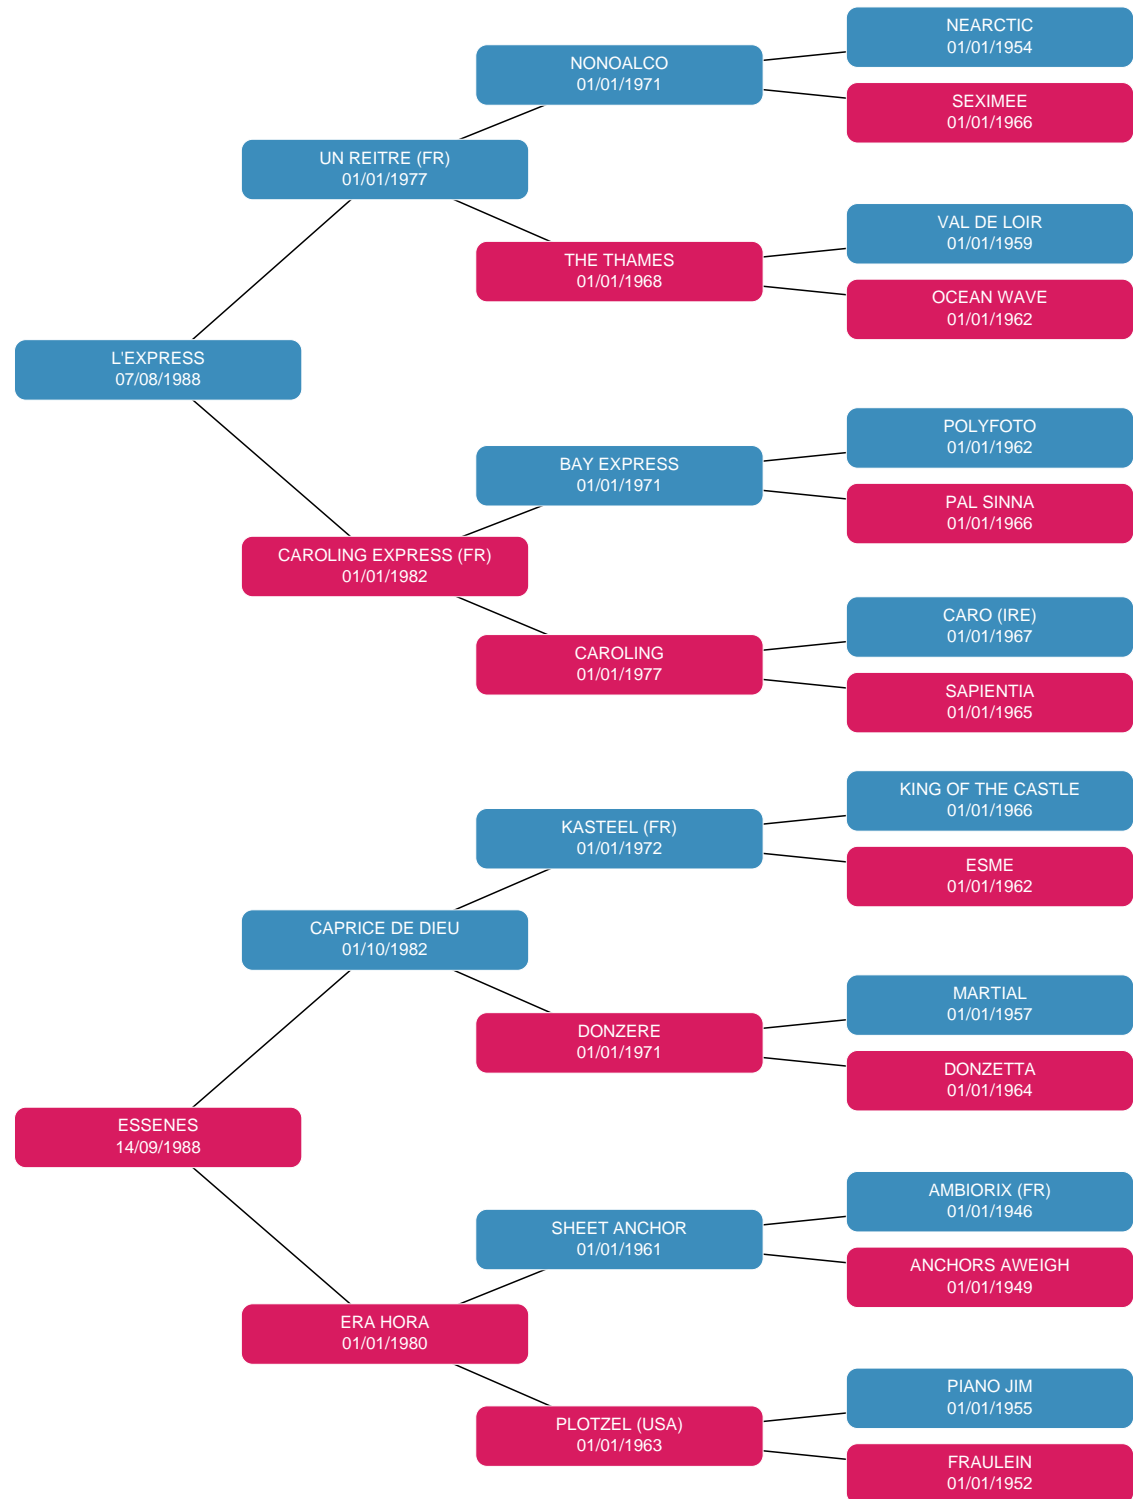 NEARCTIC
01/01/1954
NONOALCO
01/01/1971
SEXIMEE
01/01/1966
UN REITRE (FR)
01/01/1977
VAL DE LOIR
01/01/1959
THE THAMES
01/01/1968
OCEAN WAVE
01/01/1962
L'EXPRESS
07/08/1988
POLYFOTO
01/01/1962
BAY EXPRESS
01/01/1971
PAL SINNA
01/01/1966
CAROLING EXPRESS (FR)
01/01/1982
CARO (IRE)
01/01/1967
CAROLING
01/01/1977
SAPIENTIA
01/01/1965
KING OF THE CASTLE
01/01/1966
KASTEEL (FR)
01/01/1972
ESME
01/01/1962
CAPRICE DE DIEU
01/10/1982
MARTIAL
01/01/1957
DONZERE
01/01/1971
DONZETTA
01/01/1964
ESSENES
14/09/1988
AMBIORIX (FR)
01/01/1946
SHEET ANCHOR
01/01/1961
ANCHORS AWEIGH
01/01/1949
ERA HORA
01/01/1980
PIANO JIM
01/01/1955
PLOTZEL (USA)
01/01/1963
FRAULEIN
01/01/1952